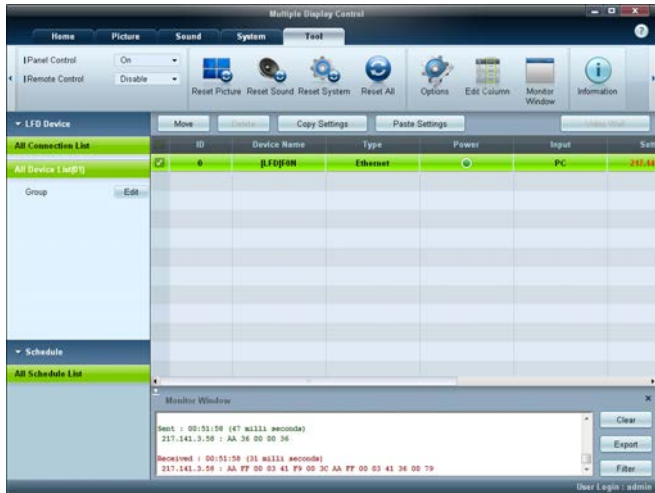 Multiple Display Control
Home Picture Sound System Tool
Panel Control On
Remote Control Disable
Reset Picture Reset Sound Reset System Reset All Options Edit Column Monitor Window Information
LFD Device
Move Delete Copy Settings Paste Settings Video Wall
All Connection List
ID Device Name Type Power Input Sett
All Device List(01)
0 [LFD]F0N Ethernet PC 217.14
Group Edit
Schedule
All Schedule List
Monitor Window
Sent : 00:51:58 (47 milli seconds)
217.141.3.58 : AA 36 00 00 36
Received : 00:51:58 (31 milli seconds)
217.141.3.58 : AA FF 00 03 41 F9 00 3C AA FF 00 03 41 36 00 79
Clear
Export
Filter
User Login : admin